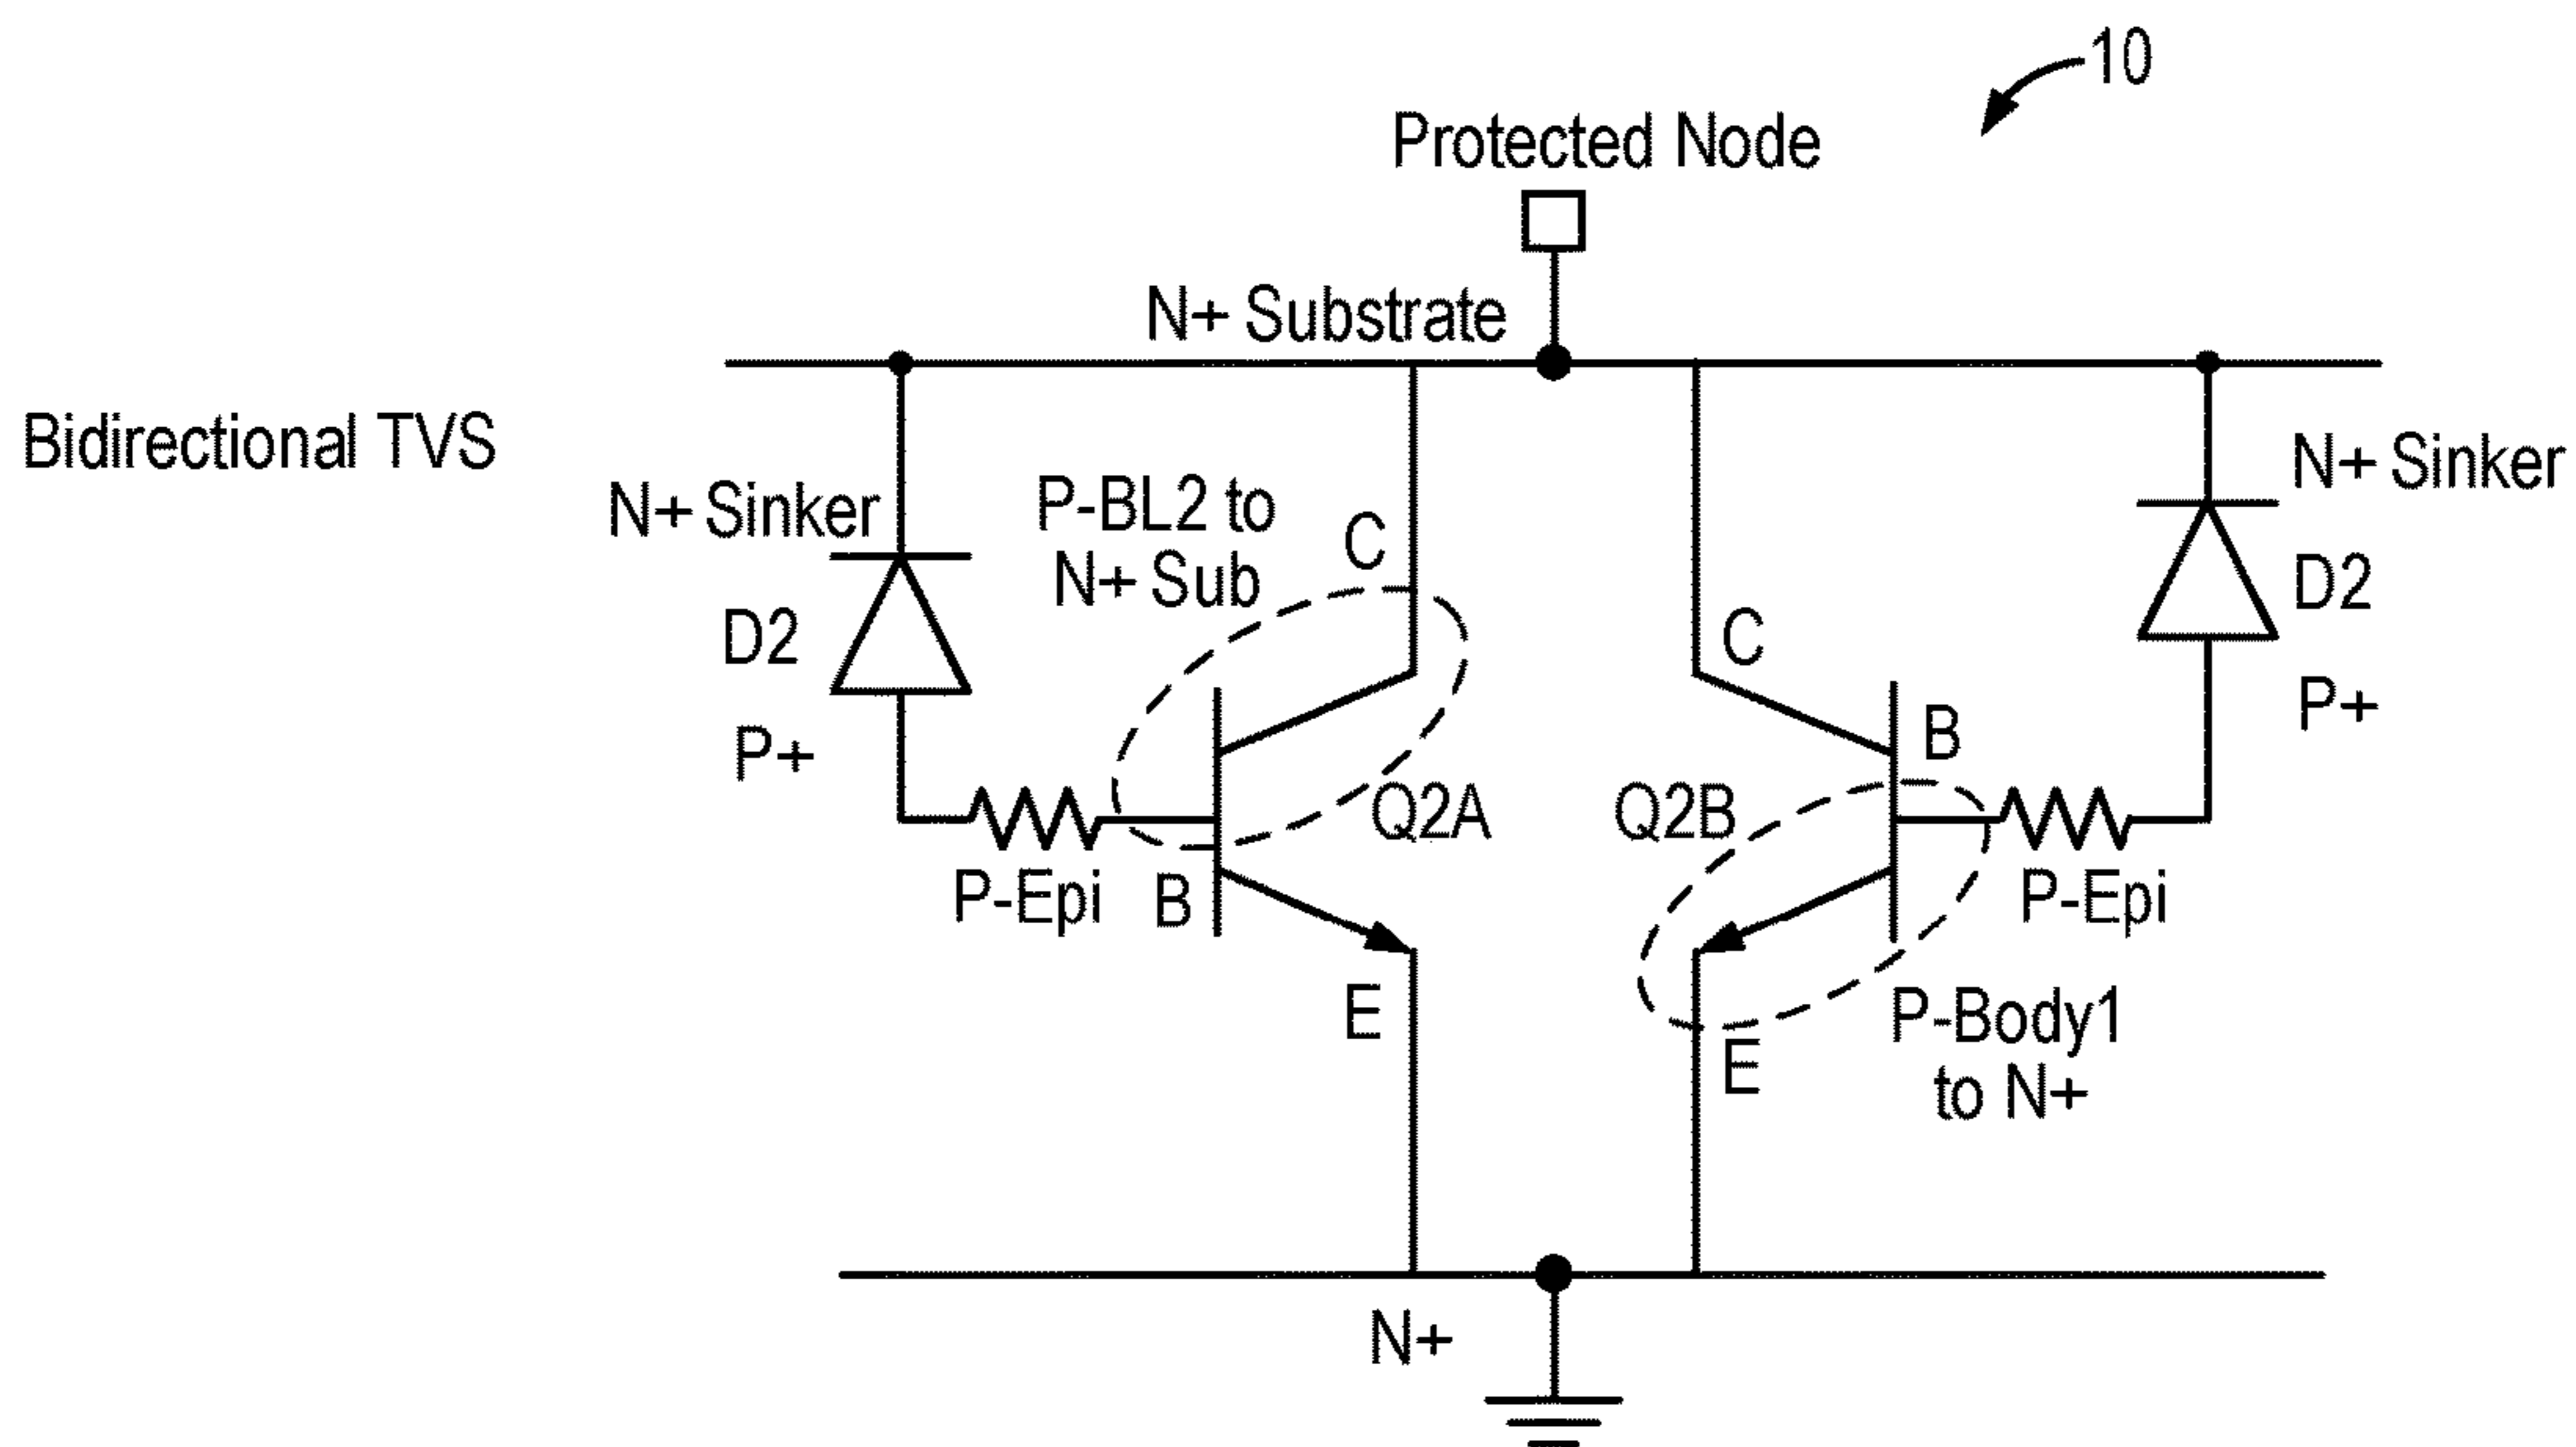 10
Protected Node
N+ Substrate
Bidirectional TVS
N+ Sinker
P-BL2 to
N+ Sub
C
D2
P+
Q2A
P-Epi
B
E
C
N+ Sinker
D2
P+
B
Q2B
P-Epi
P-Body1
to N+
E
N+